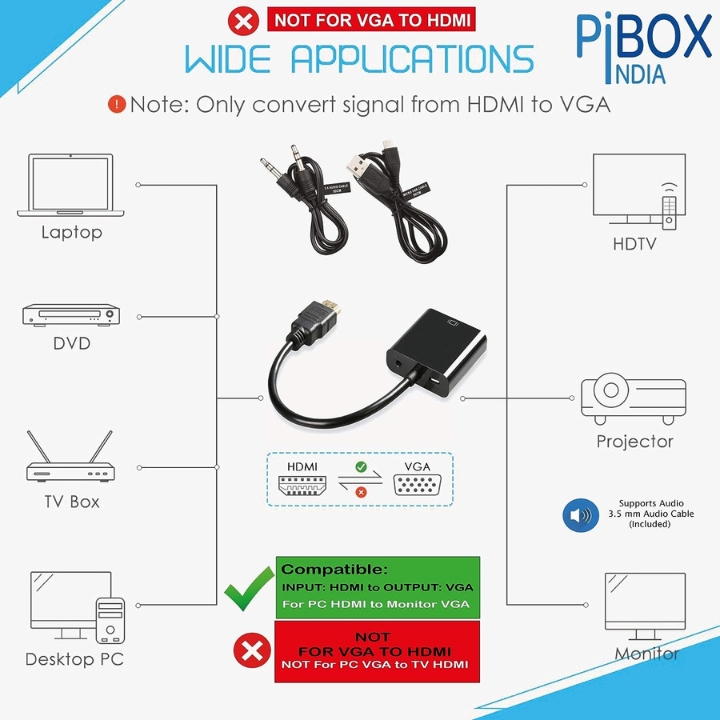 NOT FOR VGA TO HDMI
PiBOX
INDIA
WIDE APPLICATIONS
! Note: Only convert signal from HDMI to VGA
Laptop
HDTV
DVD
Projector
HDMI
VGA
TV Box
Supports Audio
3.5 mm Audio Cable
(Included)
Compatible:
INPUT: HDMI to OUTPUT: VGA
For PC HDMI to Monitor VGA
NOT
FOR VGA TO HDMI
NOT For PC VGA to TV HDMI
Desktop PC
Monitor